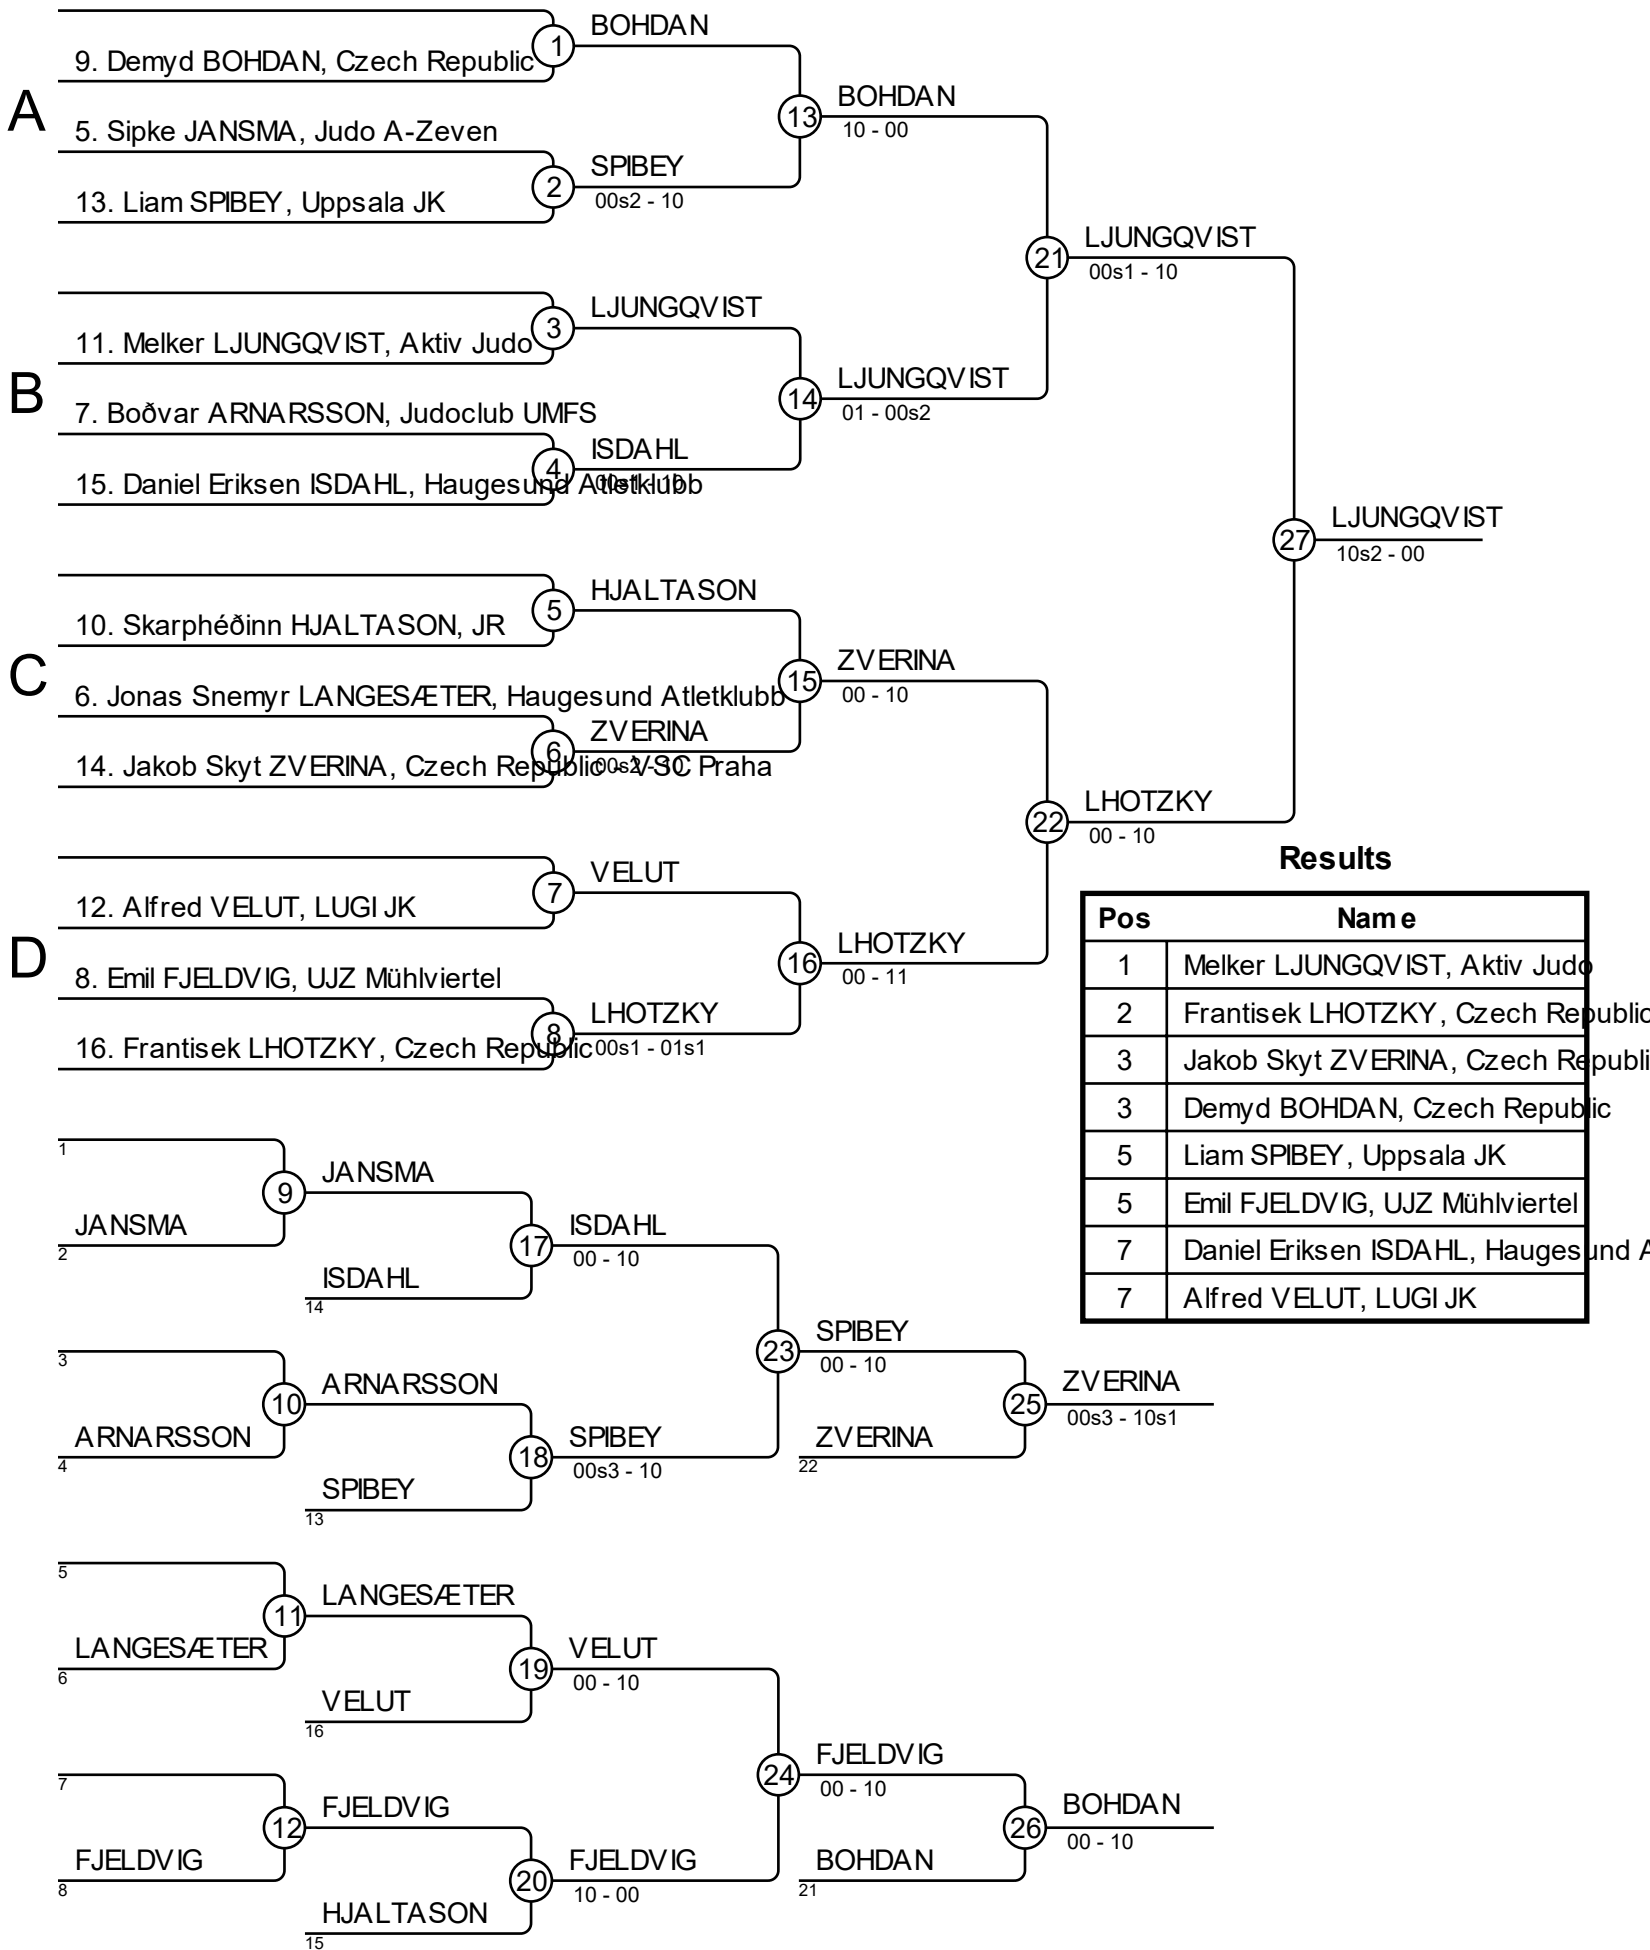 A
9. Demyd BOHDAN, Czech Republic
1
BOHDAN
5. Sipke JANSMA, Judo A-Zeven
13. Liam SPIBEY, Uppsala JK
2
SPIBEY
00s2 - 10
13
BOHDAN
10 - 00
B
11. Melker LJUNGQVIST, Aktiv Judo
3
LJUNGQVIST
7. Boðvar ARNARSSON, Judoclub UMFS
15. Daniel Eriksen ISDAHL, Haugesund Atletklubb
4
ISDAHL
00s1 - 10
14
LJUNGQVIST
01 - 00s2
21
LJUNGQVIST
00s1 - 10
C
10. Skarphéðinn HJALTASON, JR
5
HJALTASON
6. Jonas Snemyr LANGESÆTER, Haugesund Atletklubb
14. Jakob Skyt ZVERINA, Czech Republic - VSC Praha
6
ZVERINA
00s2 - 10
15
ZVERINA
00 - 10
D
12. Alfred VELUT, LUGI JK
7
VELUT
8. Emil FJELDVIG, UJZ Mühlviertel
16. Frantisek LHOTZKY, Czech Republic
8
LHOTZKY
00s1 - 01s1
16
LHOTZKY
00 - 11
22
LHOTZKY
00 - 10
27
LJUNGQVIST
10s2 - 00
Results
Pos Name
1 Melker LJUNGQVIST, Aktiv Judo
2 Frantisek LHOTZKY, Czech Republic
3 Jakob Skyt ZVERINA, Czech Republi
3 Demyd BOHDAN, Czech Republic
5 Liam SPIBEY, Uppsala JK
5 Emil FJELDVIG, UJZ Mühlviertel
7 Daniel Eriksen ISDAHL, Haugesund A
7 Alfred VELUT, LUGI JK
1
JANSMA
2
9
JANSMA
ISDAHL
14
17
ISDAHL
00 - 10
3
ARNARSSON
4
10
ARNARSSON
SPIBEY
13
18
SPIBEY
00s3 - 10
23
SPIBEY
00 - 10
ZVERINA
22
25
ZVERINA
00s3 - 10s1
5
LANGESÆTER
6
11
LANGESÆTER
VELUT
16
19
VELUT
00 - 10
7
FJELDVIG
8
12
FJELDVIG
HJALTASON
15
20
FJELDVIG
10 - 00
24
FJELDVIG
00 - 10
BOHDAN
21
26
BOHDAN
00 - 10